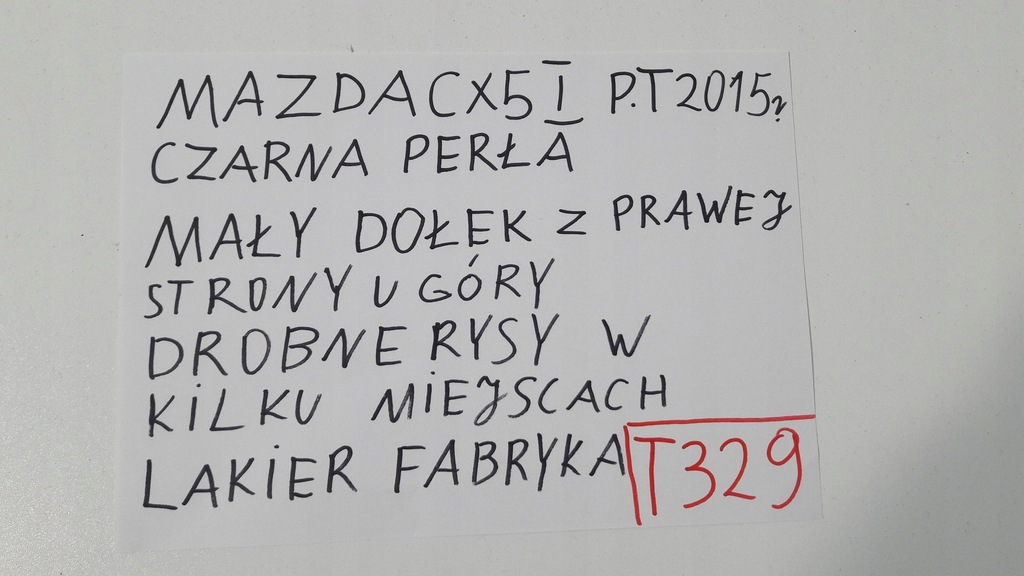 MAZDA CX5 I P.T 2015r
CZARNA PERŁA
MAŁY DOŁEK Z PRAWEJ
STRONY U GÓRY
DROBNE RYSY W
KILKU MIEJSCACH
LAKIER FABRYKA T329